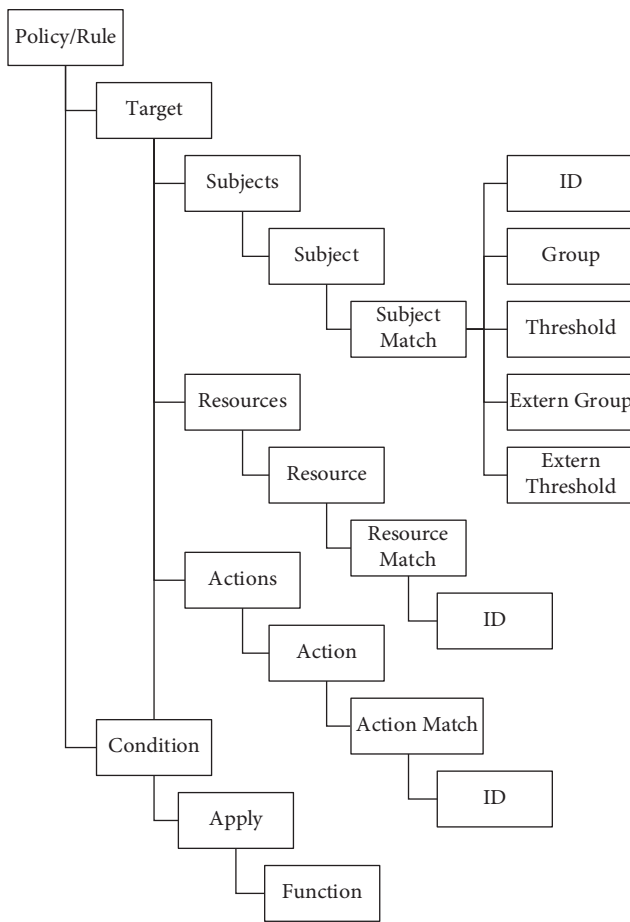 Policy/Rule
Target
Subjects
ID
Subject
Group
Subject
Match
Threshold
Resources
Extern Group
Resource
Extern
Threshold
Resource
Match
Actions
ID
Action
Action Match
Condition
ID
Apply
Function